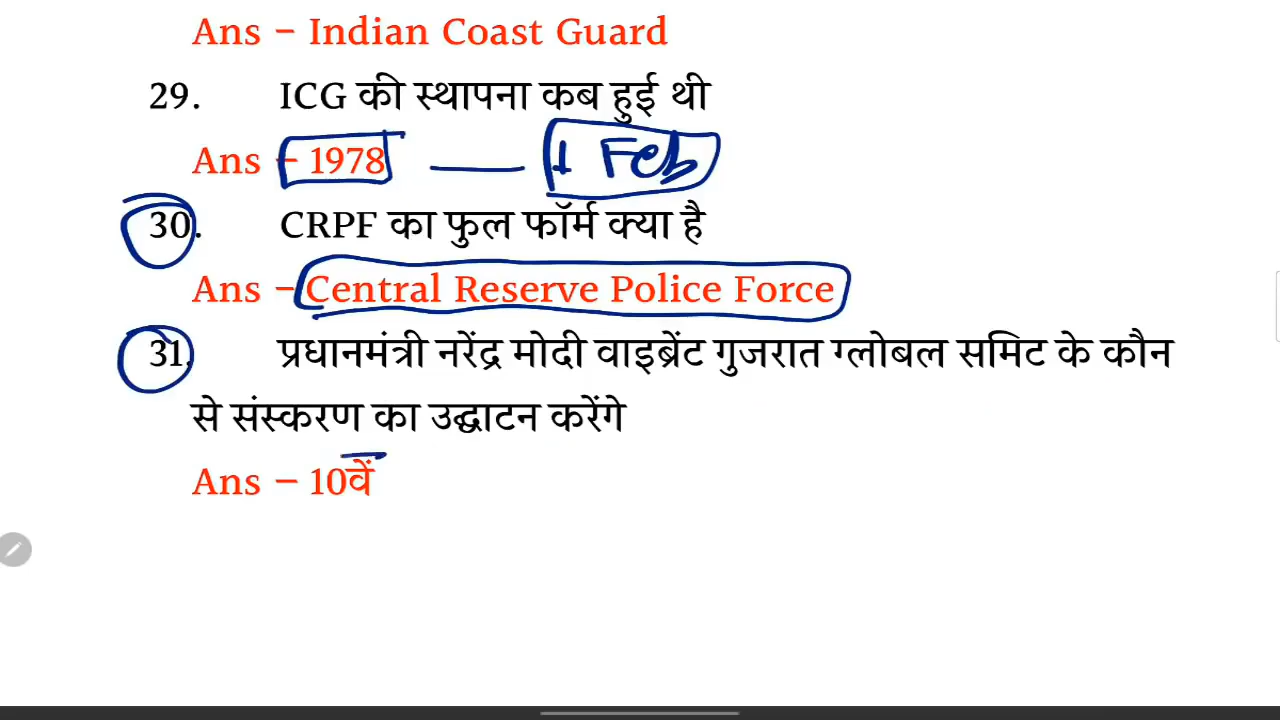 Ans – Indian Coast Guard
29. ICG की स्थापना कब हुई थी
Ans – 1978 — 1 Feb
30. CRPF का फुल फॉर्म क्या है
Ans – Central Reserve Police Force
31. प्रधानमंत्री नरेंद्र मोदी वाइब्रेंट गुजरात ग्लोबल समिट के कौन
से संस्करण का उद्घाटन करेंगे
Ans – 10वें